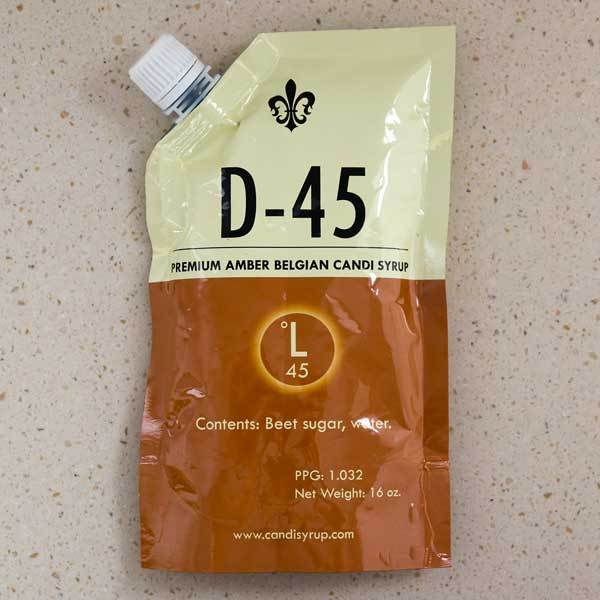 D-45
PREMIUM AMBER BELGIAN CANDI SYRUP
°L
45
Contents: Beet sugar, water.
PPG: 1.032
Net Weight: 16 oz.
www.candisyrup.com